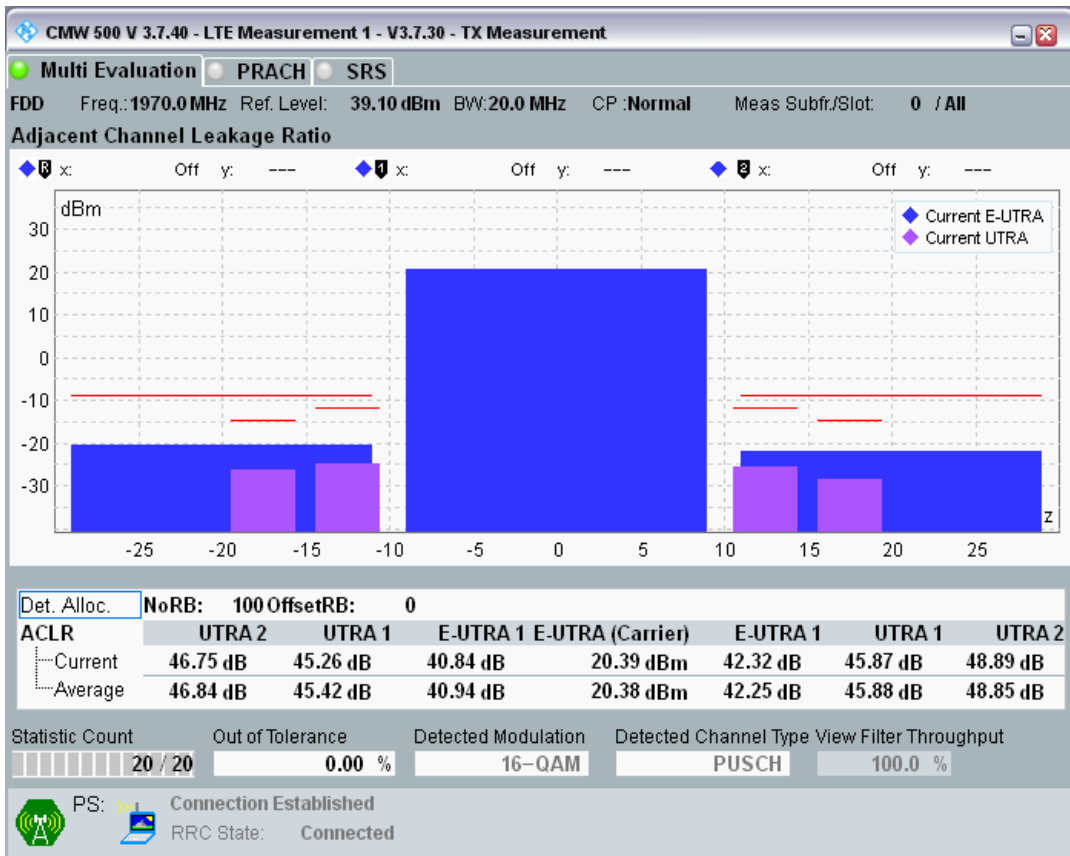 CMW 500 V 3.7.40 - LTE Measurement 1 - V3.7.30 - TX Measurement
Multi Evaluation PRACH SRS
FDD Freq.: 1970.0 MHz Ref. Level: 39.10 dBm BW: 20.0 MHz CP : Normal Meas Subfr./Slot: 0 / All
Adjacent Channel Leakage Ratio
R x: Off y: --- 1 x: Off y: --- 2 x: Off y: ---
dBm
Current E-UTRA
Current UTRA
30
20
10
0
-10
-20
-30
z
-25 -20 -15 -10 -5 0 5 10 15 20 25
Det. Alloc. NoRB: 100 OffsetRB: 0
ACLR UTRA 2 UTRA 1 E-UTRA 1 E-UTRA (Carrier) E-UTRA 1 UTRA 1 UTRA 2
Current 46.75 dB 45.26 dB 40.84 dB 20.39 dBm 42.32 dB 45.87 dB 48.89 dB
Average 46.84 dB 45.42 dB 40.94 dB 20.38 dBm 42.25 dB 45.88 dB 48.85 dB
Statistic Count Out of Tolerance Detected Modulation Detected Channel Type View Filter Throughput
20 / 20 0.00 % 16-QAM PUSCH 100.0 %
PS: Connection Established
RRC State: Connected